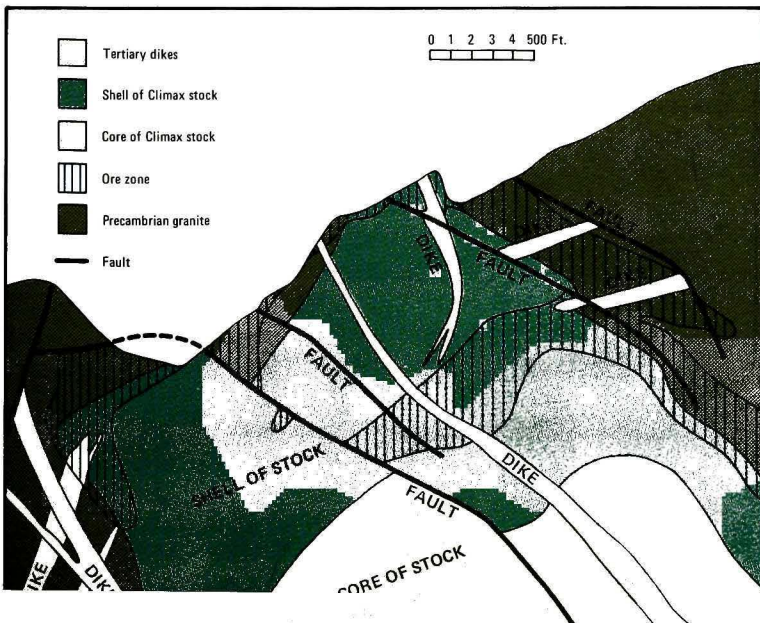 0 1 2 3 4 500 Ft.
Tertiary dikes
Shell of Climax stock
Core of Climax stock
Ore zone
Precambrian granite
Fault
DIKE
FAULT
FAULT
SHELL OF STOCK
FAULT
DIKE
CORE OF STOCK
IKE
DIKE